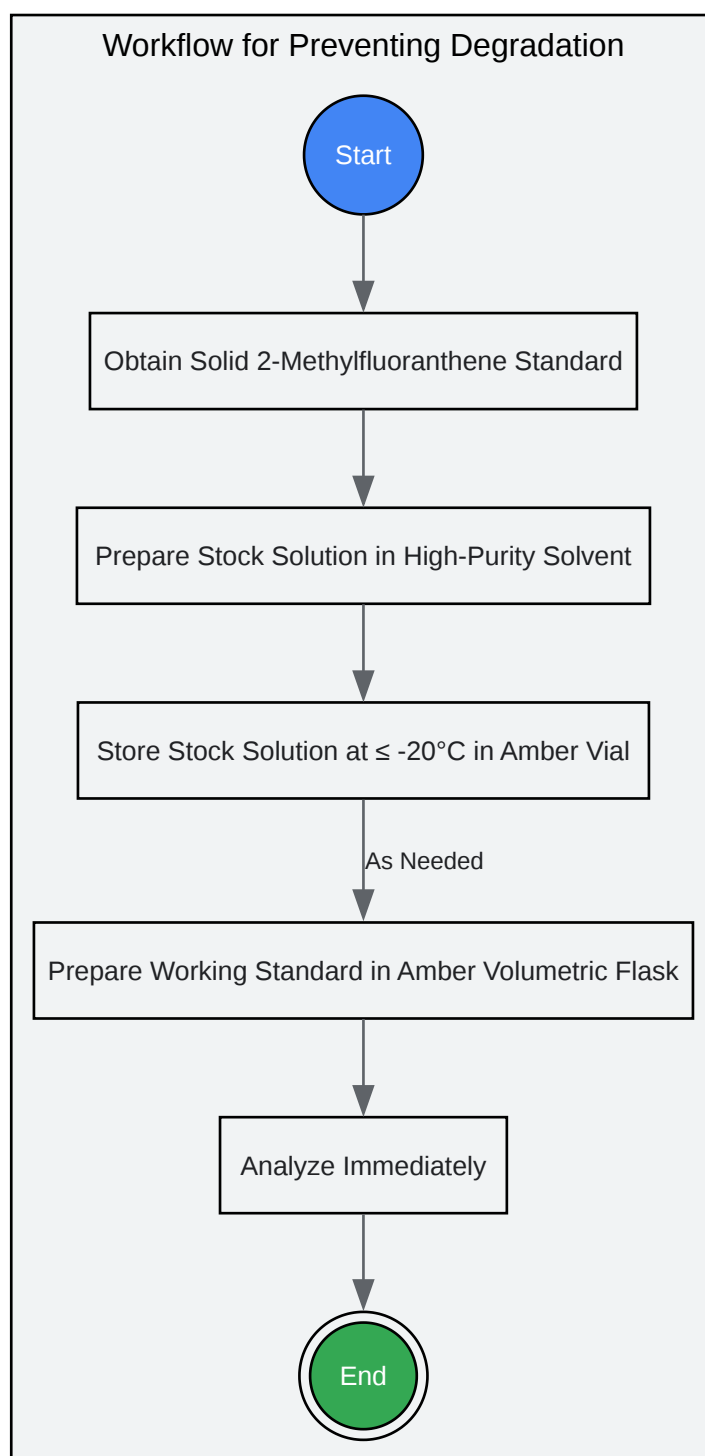 Workflow for Preventing Degradation
Start
Obtain Solid 2-Methylfluoranthene Standard
Prepare Stock Solution in High-Purity Solvent
Store Stock Solution at ≤ -20°C in Amber Vial
As Needed
Prepare Working Standard in Amber Volumetric Flask
Analyze Immediately
End